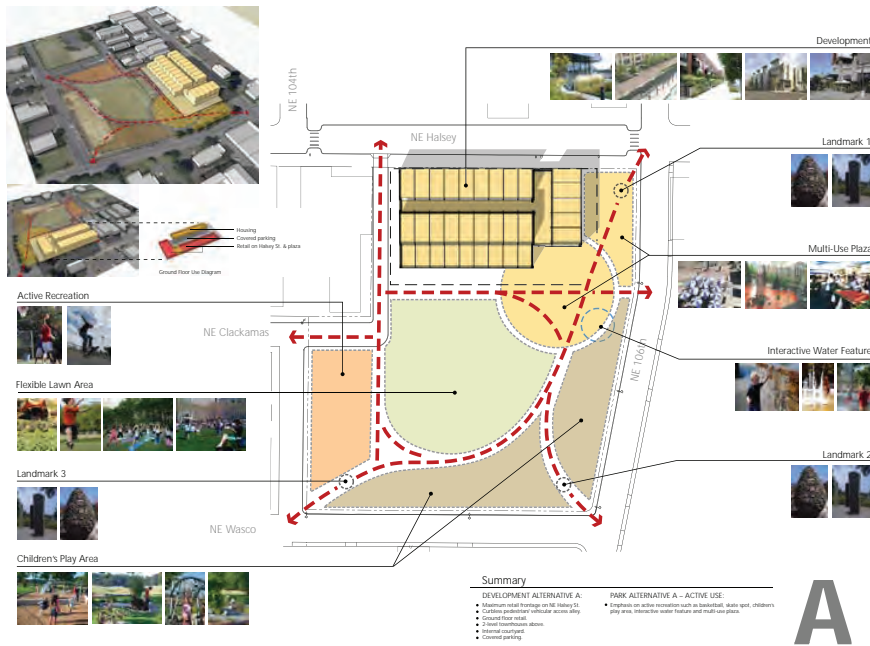 Development
NE 104th
NE Halsey
Landmark 1
Housing
Covered parking
Retail on Halsey St. & plaza
Ground Floor Use Diagram
Multi-Use Plaza
Active Recreation
NE Clackamas
NE 106th
Interactive Water Feature
Flexible Lawn Area
Landmark 3
Landmark 2
NE Wasco
Children's Play Area
Summary
DEVELOPMENT ALTERNATIVE A:
• Maximum retail frontage on NE Halsey St.
• Curbless pedestrian/ vehicular access alley.
• Ground floor retail.
• 2-level townhouses above.
• Internal courtyard.
• Covered parking.
PARK ALTERNATIVE A – ACTIVE USE:
• Emphasis on active recreation such as basketball, skate spot, children's
play area, interactive water feature and multi-use plaza.
A